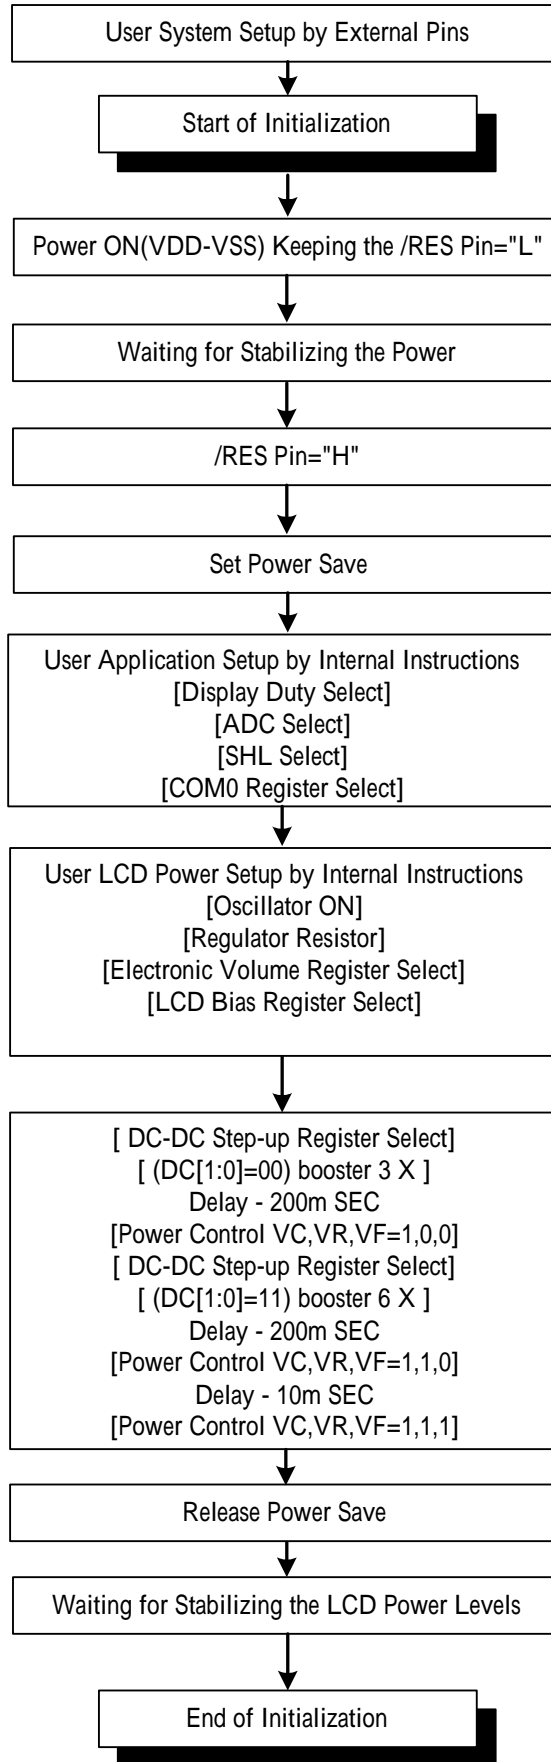 User System Setup by External Pins
Start of Initialization
Power ON(VDD-VSS) Keeping the /RES Pin="L"
Waiting for Stabilizing the Power
/RES Pin="H"
Set Power Save
User Application Setup by Internal Instructions
[Display Duty Select]
[ADC Select]
[SHL Select]
[COM0 Register Select]
User LCD Power Setup by Internal Instructions
[Oscillator ON]
[Regulator Resistor]
[Electronic Volume Register Select]
[LCD Bias Register Select]
[ DC-DC Step-up Register Select]
[ (DC[1:0]=00) booster 3 X ]
Delay - 200m SEC
[Power Control VC,VR,VF=1,0,0]
[ DC-DC Step-up Register Select]
[ (DC[1:0]=11) booster 6 X ]
Delay - 200m SEC
[Power Control VC,VR,VF=1,1,0]
Delay - 10m SEC
[Power Control VC,VR,VF=1,1,1]
Release Power Save
Waiting for Stabilizing the LCD Power Levels
End of Initialization